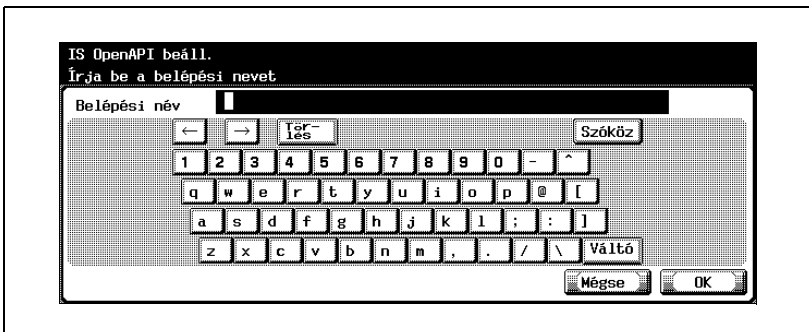 IS OpenAPI beáll.
Írja be a belépési nevet
Belépési név
← → Tör-
lés Szóköz
1 2 3 4 5 6 7 8 9 0 - ^
q w e r t y u i o p @ [
a s d f g h j k l ; : ]
z x c v b n m , . / \ Váltó
Mégse OK